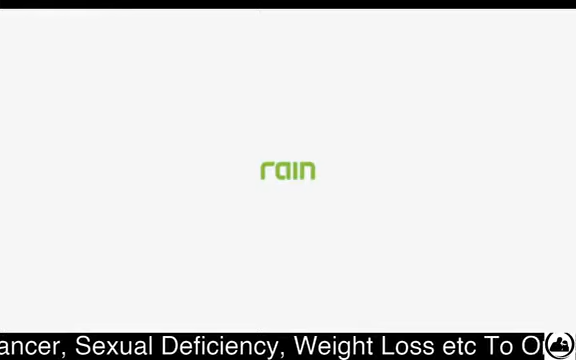 rain
ancer, Sexual Deficiency, Weight Loss etc To O